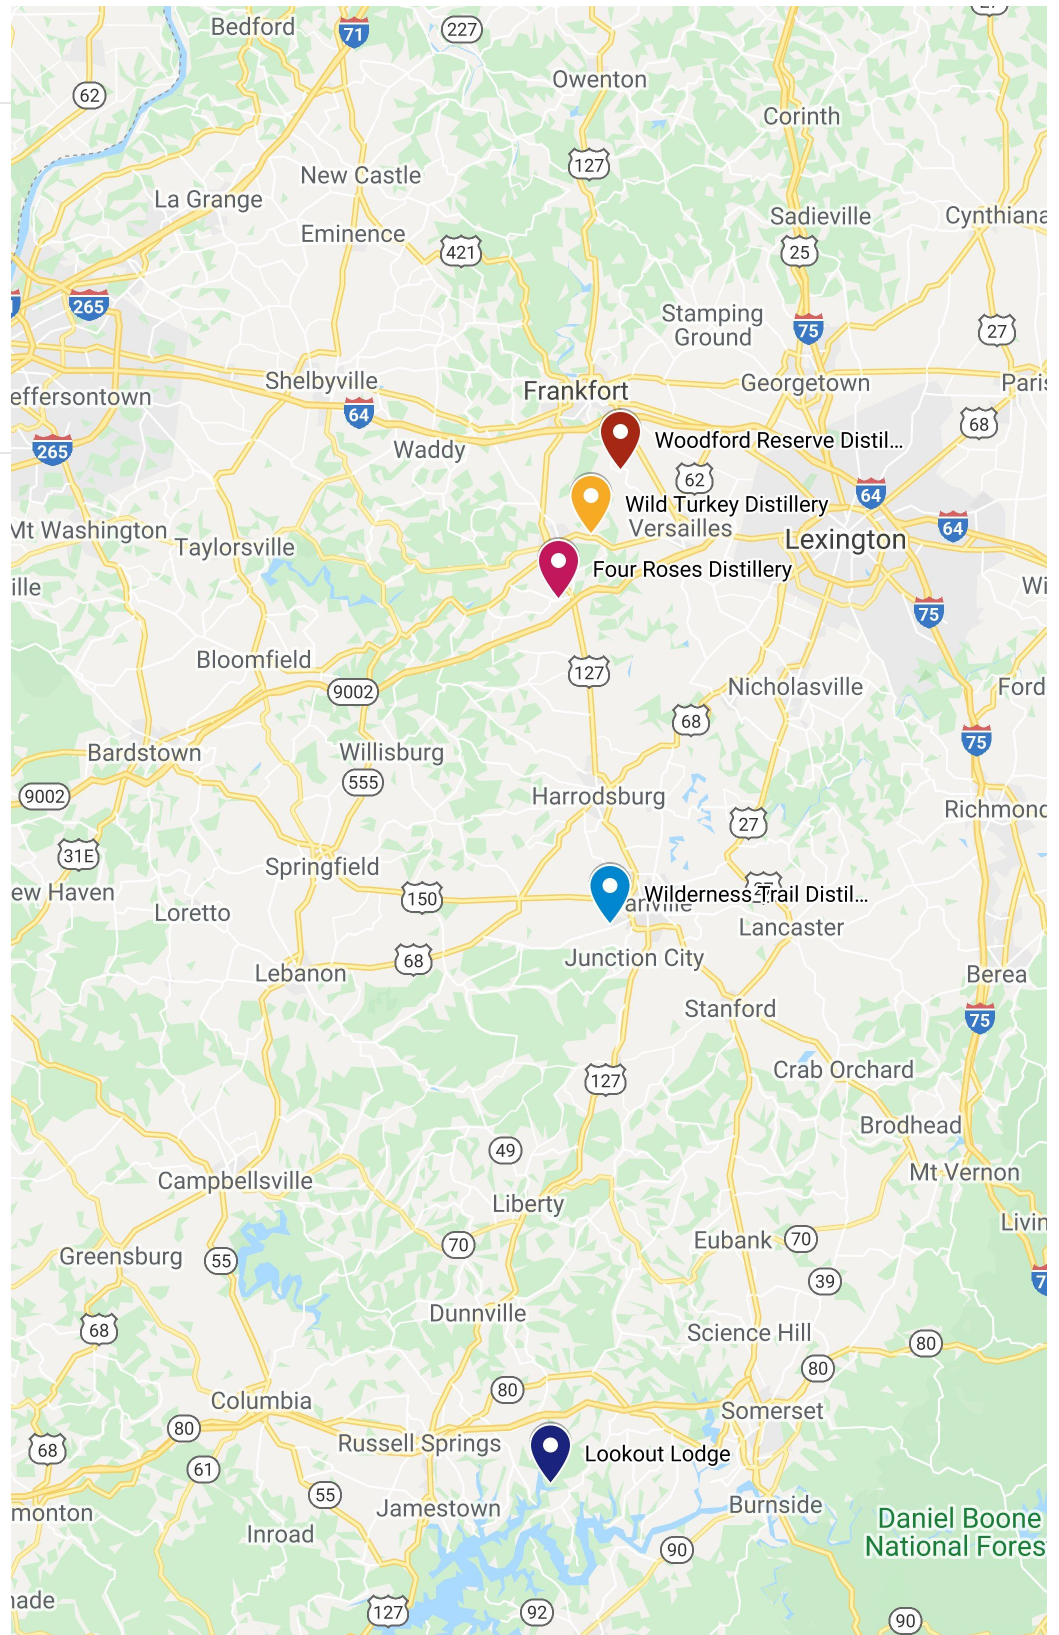 Bedford
71
227
27
62
Owenton
Corinth
127
New Castle
La Grange
Sadieville
Cynthiana
Eminence
421
25
265
Stamping
Ground
75
27
Shelbyville
Frankfort
Georgetown
Paris
effersontown
64
68
Woodford Reserve Distil...
265
Waddy
62
64
Wild Turkey Distillery
Mt Washington
Versailles
64
Taylorsville
Lexington
Four Roses Distillery
ille
Wi
75
Bloomfield
127
9002
Nicholasville
Ford
68
75
Bardstown
Willisburg
555
9002
Harrodsburg
Richmond
27
31E
Springfield
ew Haven
150
Wilderness Trail Distil...
anville
Loretto
Lancaster
68
Junction City
Lebanon
Berea
Stanford
75
127
Crab Orchard
Brodhead
49
Campbellsville
Mt Vernon
Liberty
Livin
70
Eubank
70
Greensburg
55
39
7
Dunnville
68
Science Hill
80
80
80
Columbia
Somerset
80
Russell Springs
68
Lookout Lodge
61
55
Jamestown
Burnside
monton
Daniel Boone
National Fores
Inroad
90
nade
127
92
90